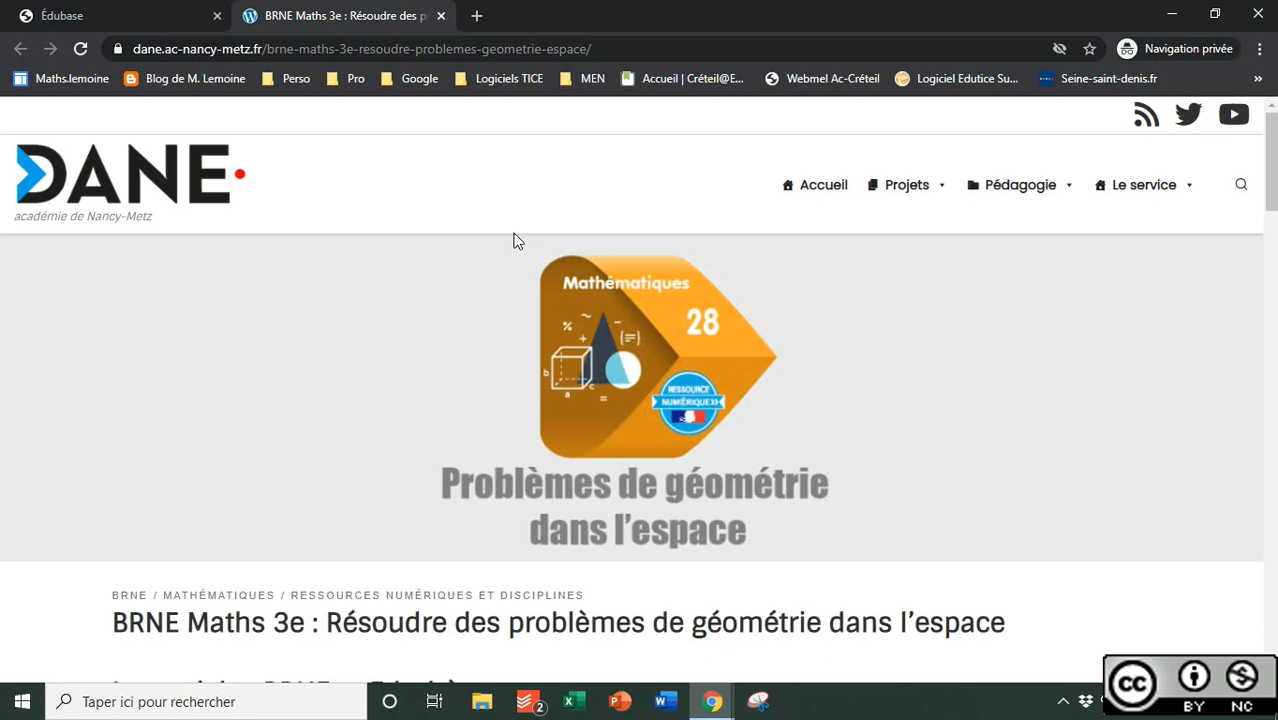 Édubase
BRNE Maths 3e : Résoudre des p
dane.ac-nancy-metz.fr/brne-maths-3e-resoudre-problemes-geometrie-espace/
Navigation privée
Maths.lemoine
Blog de M. Lemoine
Perso
Pro
Google
Logiciels TICE
MEN
Accueil | Créteil@E...
Webmel Ac-Créteil
Logiciel Edutice Su...
Seine-saint-denis.fr
»
DANE
académie de Nancy-Metz
Accueil
Projets
Pédagogie
Le service
Mathématiques
28
% ~ - + {=} b a c =
RESSOURCE
NUMÉRIQUE
Problèmes de géométrie
dans l'espace
BRNE / MATHÉMATIQUES / RESSOURCES NUMÉRIQUES ET DISCIPLINES
BRNE Maths 3e : Résoudre des problèmes de géométrie dans l'espace
Taper ici pour rechercher
2
cc
BY NC